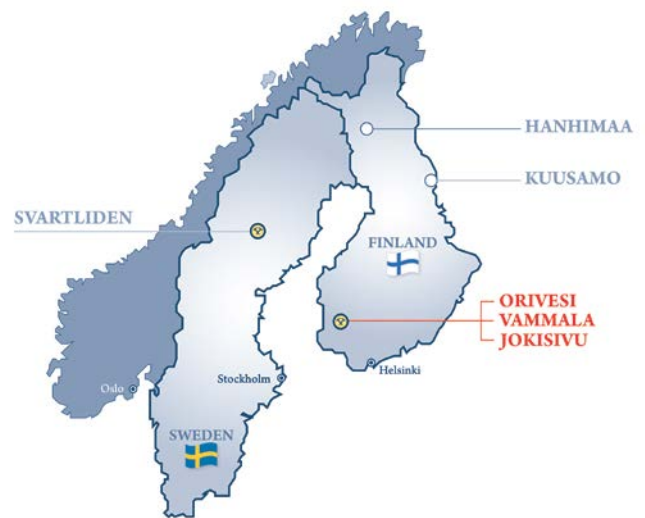 HANHIMAA
KUUSAMO
SVARTLIDEN
FINLAND
ORIVESI
VAMMALA
JOKISIVU
Helsinki
Stockholm
Oslo
SWEDEN